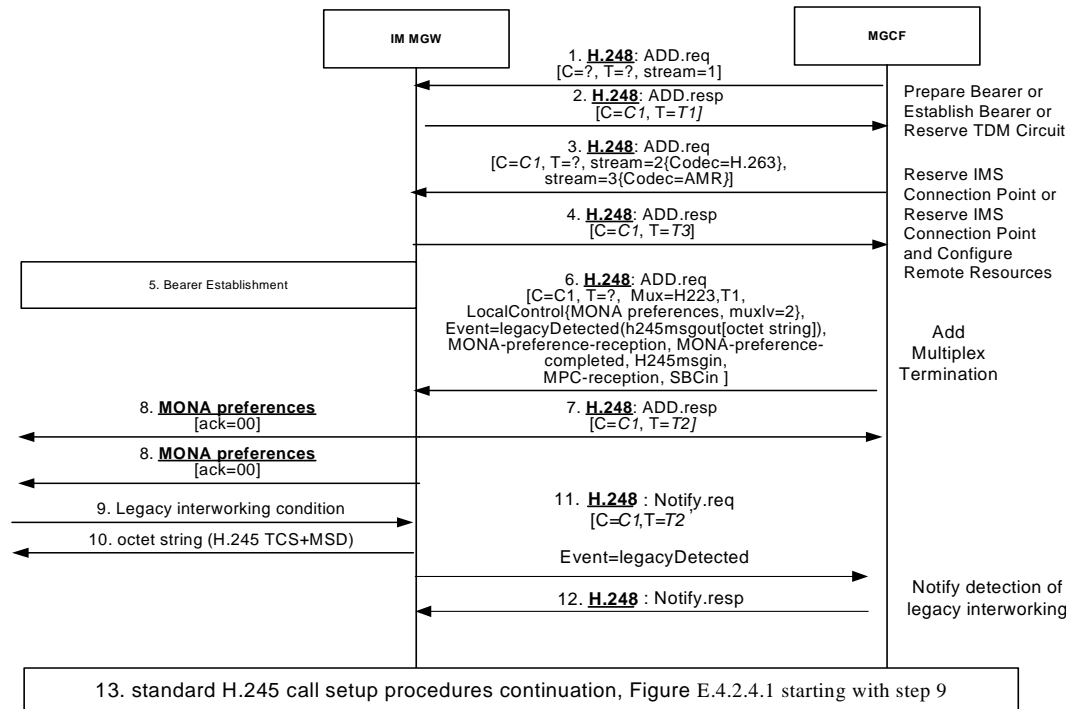 IM MGW
MGCF
1. H.248: ADD.req
[C=?, T=?, stream=1]
Prepare Bearer or
Establish Bearer or
Reserve TDM Circuit
2. H.248: ADD.resp
[C=C1, T=T1]
3. H.248: ADD.req
[C=C1, T=?, stream=2{Codec=H.263},
stream=3{Codec=AMR}]
Reserve IMS
Connection Point or
Reserve IMS
Connection Point
and Configure
Remote Resources
4. H.248: ADD.resp
[C=C1, T=T3]
5. Bearer Establishment
6. H.248: ADD.req
[C=C1, T=?, Mux=H223,T1,
LocalControl{MONA preferences, muxlv=2},
Event=legacyDetected(h245msgout[octet string]),
MONA-preference-reception, MONA-preference-
completed, H245msgin,
MPC-reception, SBCin ]
Add
Multiplex
Termination
8. MONA preferences
[ack=00]
7. H.248: ADD.resp
[C=C1, T=T2]
8. MONA preferences
[ack=00]
9. Legacy interworking condition
11. H.248 : Notify.req
[C=C1,T=T2 ,
10. octet string (H.245 TCS+MSD)
Event=legacyDetected
Notify detection of
legacy interworking
12. H.248 : Notify.resp
13. standard H.245 call setup procedures continuation, Figure E.4.2.4.1 starting with step 9